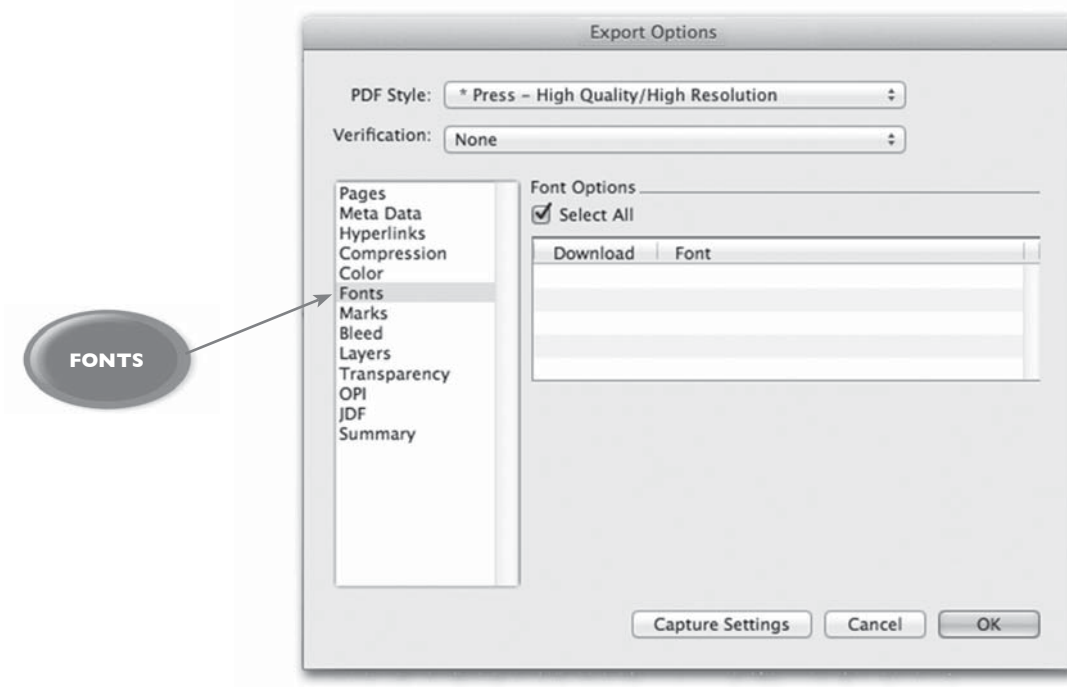 Export Options
PDF Style: * Press – High Quality/High Resolution
Verification: None
Pages
Meta Data
Hyperlinks
Compression
Color
Fonts
Marks
Bleed
Layers
Transparency
OPI
JDF
Summary
Font Options
Select All
Download Font
Capture Settings Cancel OK
FONTS